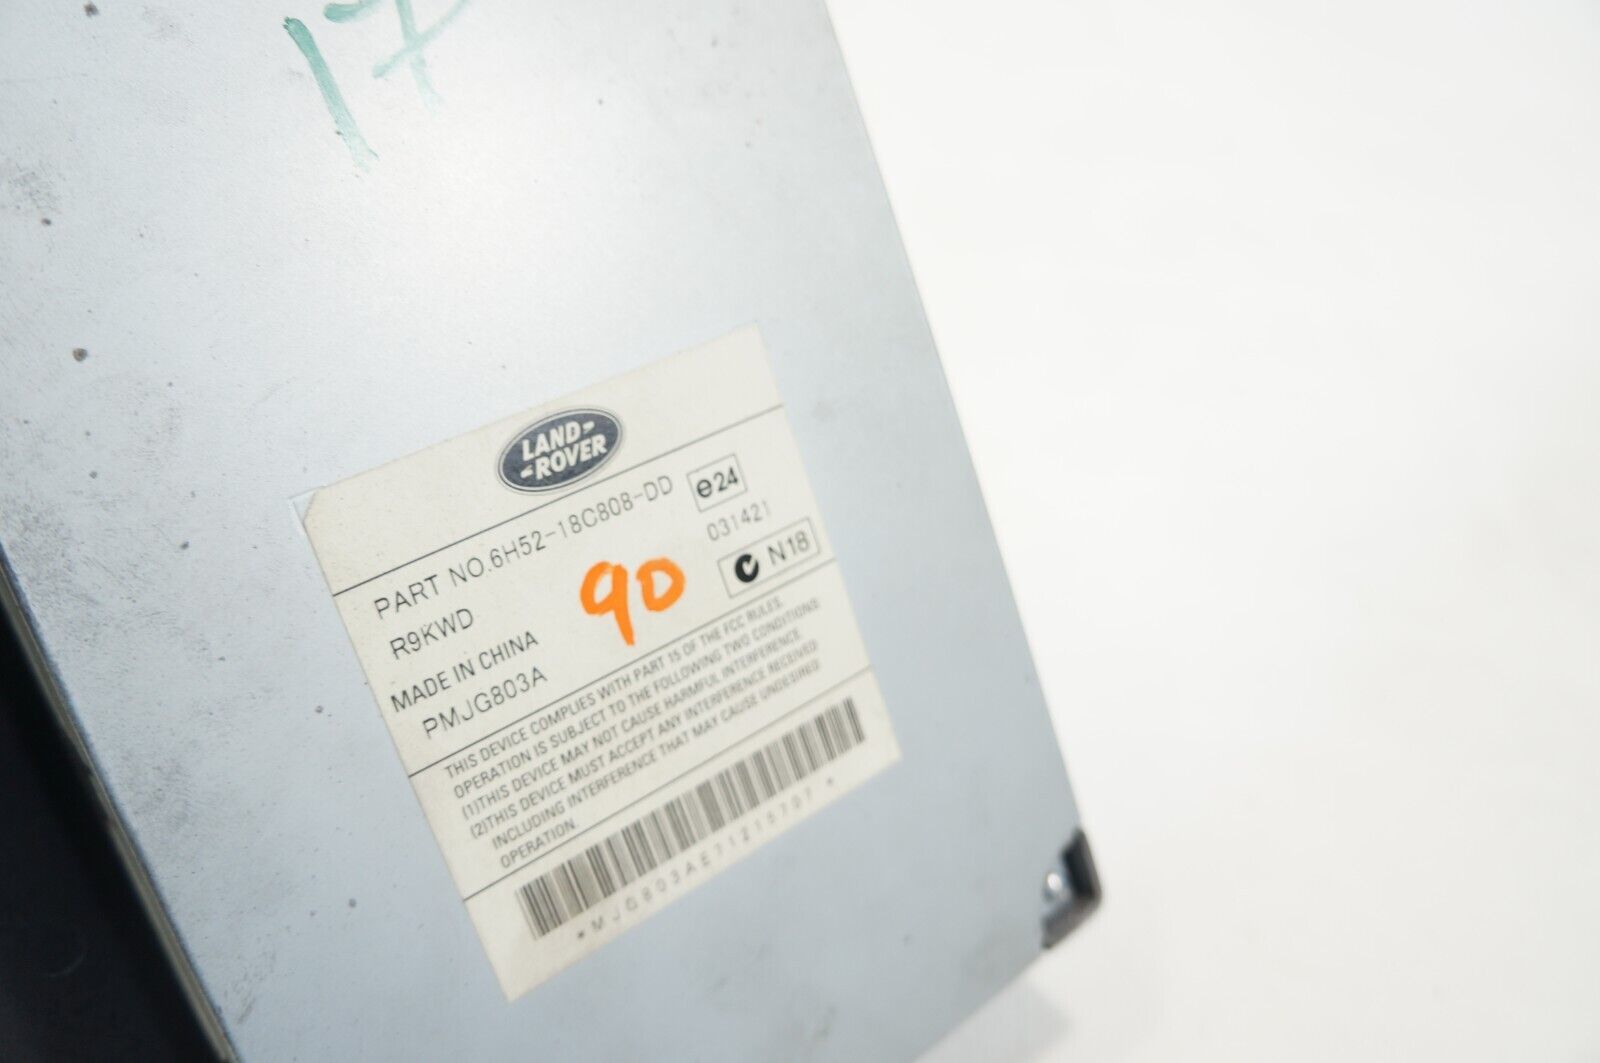 17
LAND-
-ROVER
PART NO.6H52-18C808-DD
e24
R9KWD
90
031421
MADE IN CHINA
N18
PMJG803A
THIS DEVICE COMPLIES WITH PART 15 OF THE FCC RULES.
OPERATION IS SUBJECT TO THE FOLLOWING TWO CONDITIONS:
(1)THIS DEVICE MAY NOT CAUSE HARMFUL INTERFERENCE.
(2)THIS DEVICE MUST ACCEPT ANY INTERFERENCE RECEIVED
INCLUDING INTERFERENCE THAT MAY CAUSE UNDESIRED
OPERATION.
*MJG803AE71215707*